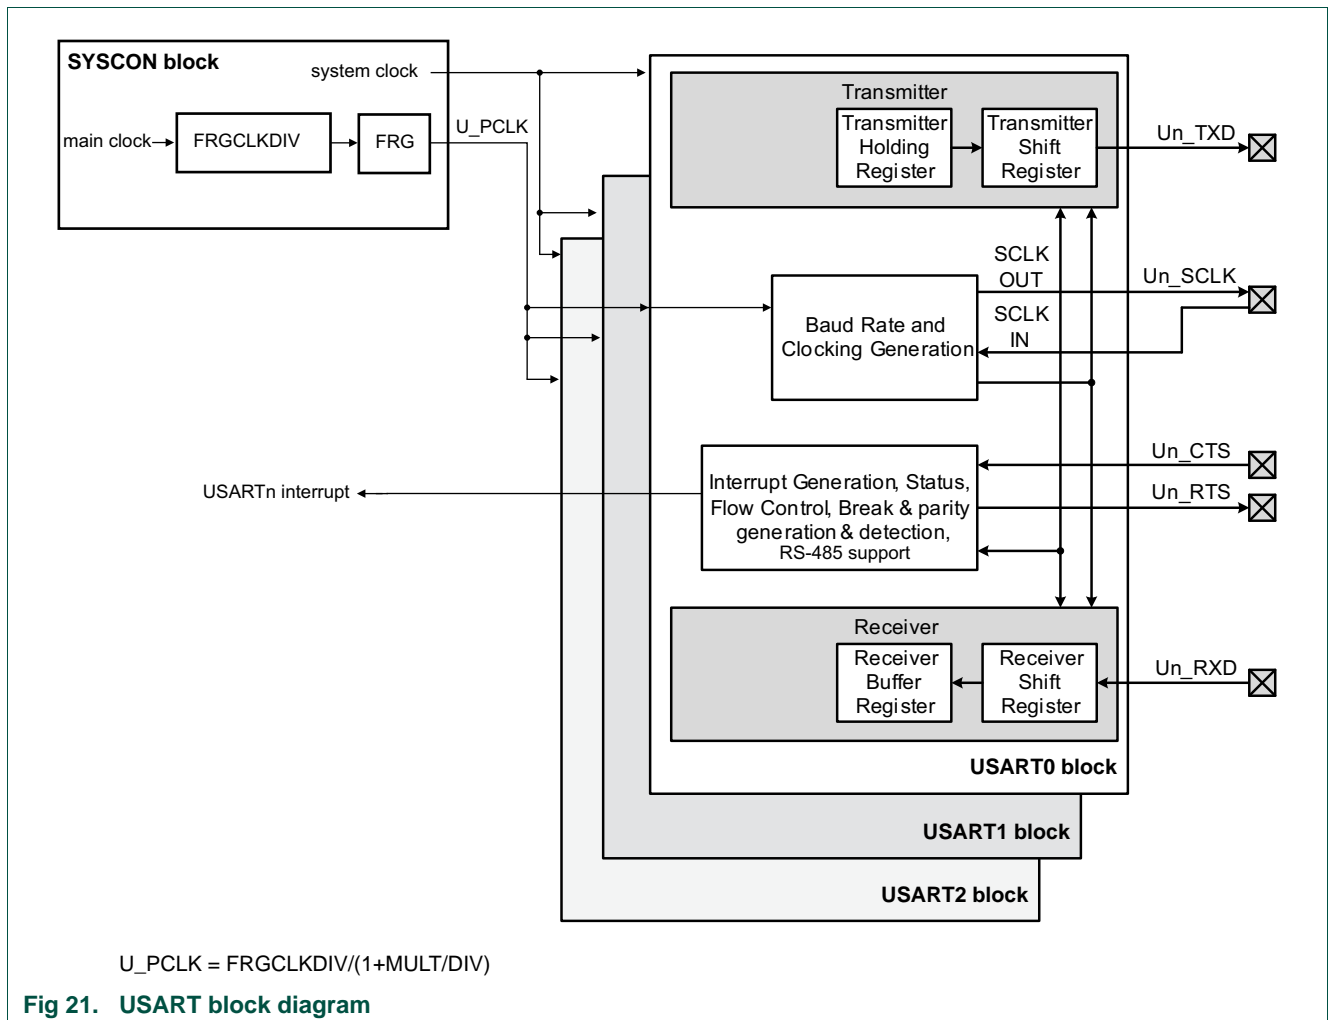 SYSCON block
system clock
main clock
FRGCLKDIV
FRG
U_PCLK
Transmitter
Transmitter
Holding
Register
Transmitter
Shift
Register
Un_TXD
SCLK
OUT
Un_SCLK
SCLK
IN
Baud Rate and
Clocking Generation
Un_CTS
Un_RTS
Interrupt Generation, Status,
Flow Control, Break & parity
generation & detection,
RS-485 support
USARTn interrupt
Receiver
Receiver
Buffer
Register
Receiver
Shift
Register
Un_RXD
USART0 block
USART1 block
USART2 block
U_PCLK = FRGCLKDIV/(1+MULT/DIV)
Fig 21. USART block diagram